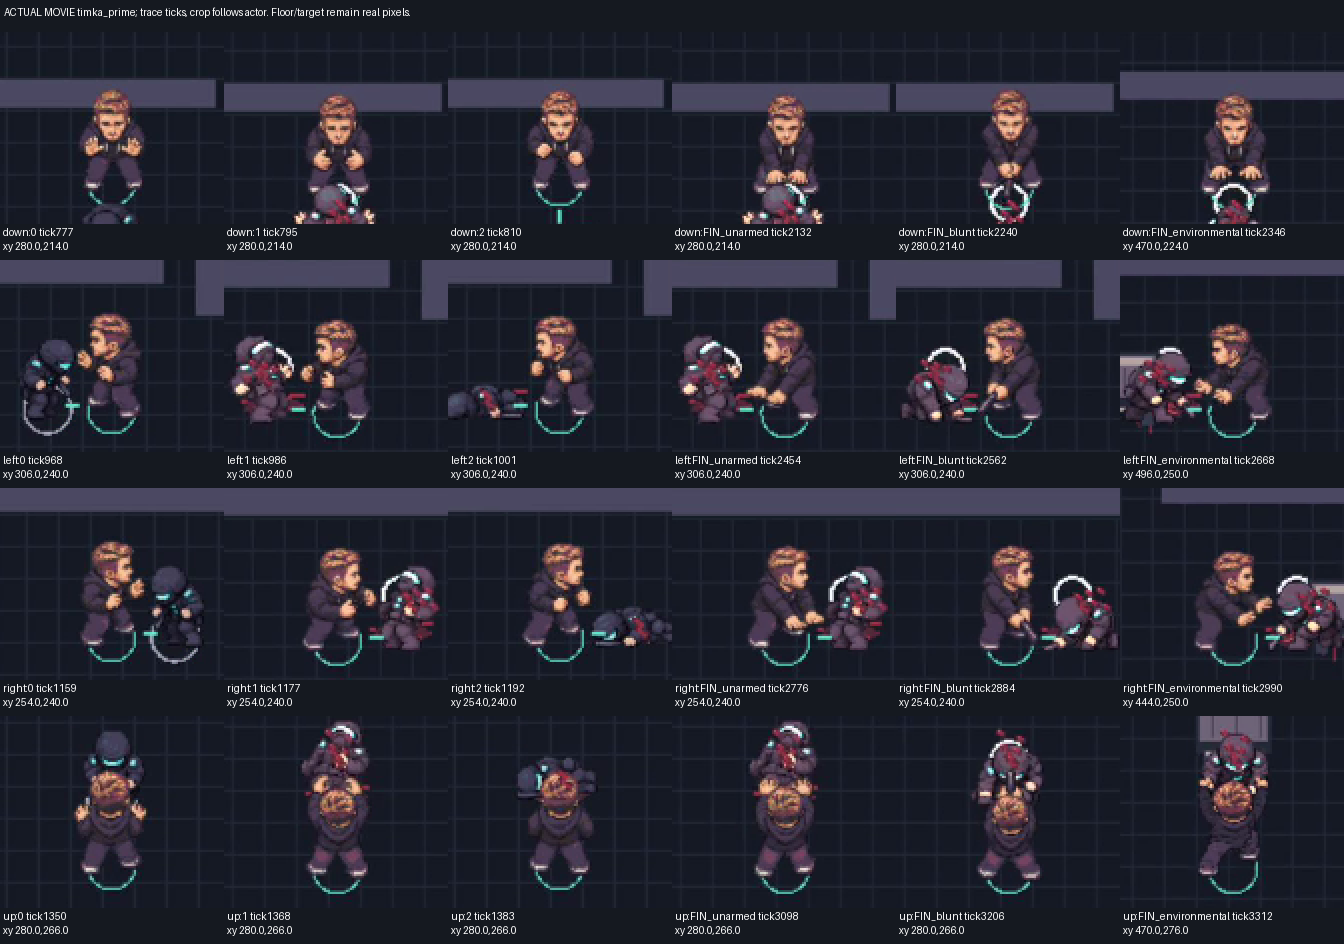 ACTUAL MOVIE timka_prime; trace ticks, crop follows actor. Floor/target remain real pixels.
down:0 tick777
xy 280.0,214.0
down:1 tick795
xy 280.0,214.0
down:2 tick810
xy 280.0,214.0
down:FIN_unarmed tick2132
xy 280.0,214.0
down:FIN_blunt tick2240
xy 280.0,214.0
down:FIN_environmental tick2346
xy 470.0,224.0
left:0 tick968
xy 306.0,240.0
left:1 tick986
xy 306.0,240.0
left:2 tick1001
xy 306.0,240.0
left:FIN_unarmed tick2454
xy 306.0,240.0
left:FIN_blunt tick2562
xy 306.0,240.0
left:FIN_environmental tick2668
xy 496.0,250.0
right:0 tick1159
xy 254.0,240.0
right:1 tick1177
xy 254.0,240.0
right:2 tick1192
xy 254.0,240.0
right:FIN_unarmed tick2776
xy 254.0,240.0
right:FIN_blunt tick2884
xy 254.0,240.0
right:FIN_environmental tick2990
xy 444.0,250.0
up:0 tick1350
xy 280.0,266.0
up:1 tick1368
xy 280.0,266.0
up:2 tick1383
xy 280.0,266.0
up:FIN_unarmed tick3098
xy 280.0,266.0
up:FIN_blunt tick3206
xy 280.0,266.0
up:FIN_environmental tick3312
xy 470.0,276.0